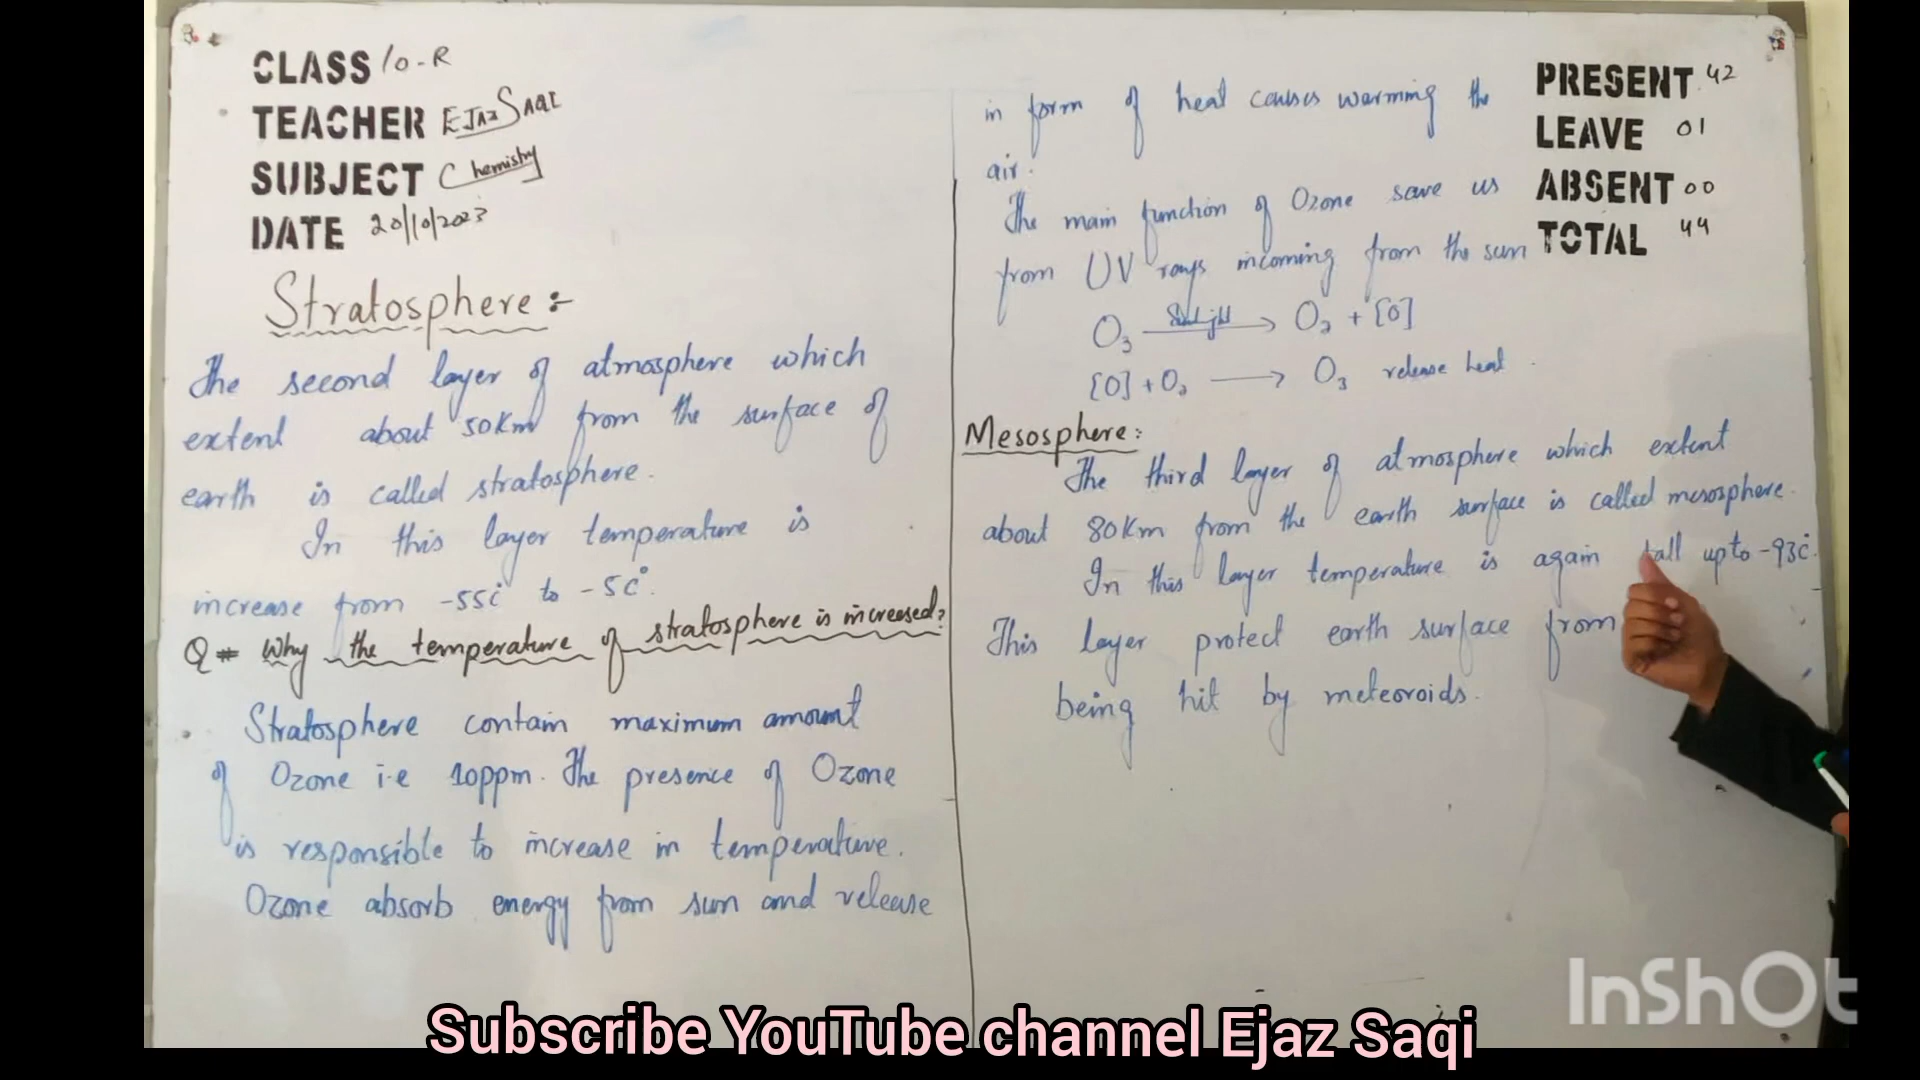 CLASS 10-R
TEACHER EJAZ SAQI
SUBJECT Chemistry
DATE 20/10/2023
Stratosphere:-
The second layer of atmosphere which
extent about 50Km from the surface of
earth is called stratosphere.
In this layer temperature is
increase from -55c° to -5c°.
Q# Why the temperature of stratosphere is increased?
Stratosphere contain maximum amount
of Ozone i.e 10ppm. The presence of Ozone
is responsible to increase in temperature.
Ozone absorb energy from sun and release
in form of heat causes warming the
air.
The main function of Ozone save us
from UV rays incoming from the sun
O₃ Sunlight → O₂ + [O]
[O] + O₂ → O₃ release heat.
Mesosphere:
The third layer of atmosphere which extent
about 80Km from the earth surface is called mesosphere.
In this layer temperature is again fall upto -93c°.
This layer protect earth surface from
being hit by meteoroids.
PRESENT 42
LEAVE 01
ABSENT 00
TOTAL 44
InShOt
Subscribe YouTube channel Ejaz Saqi